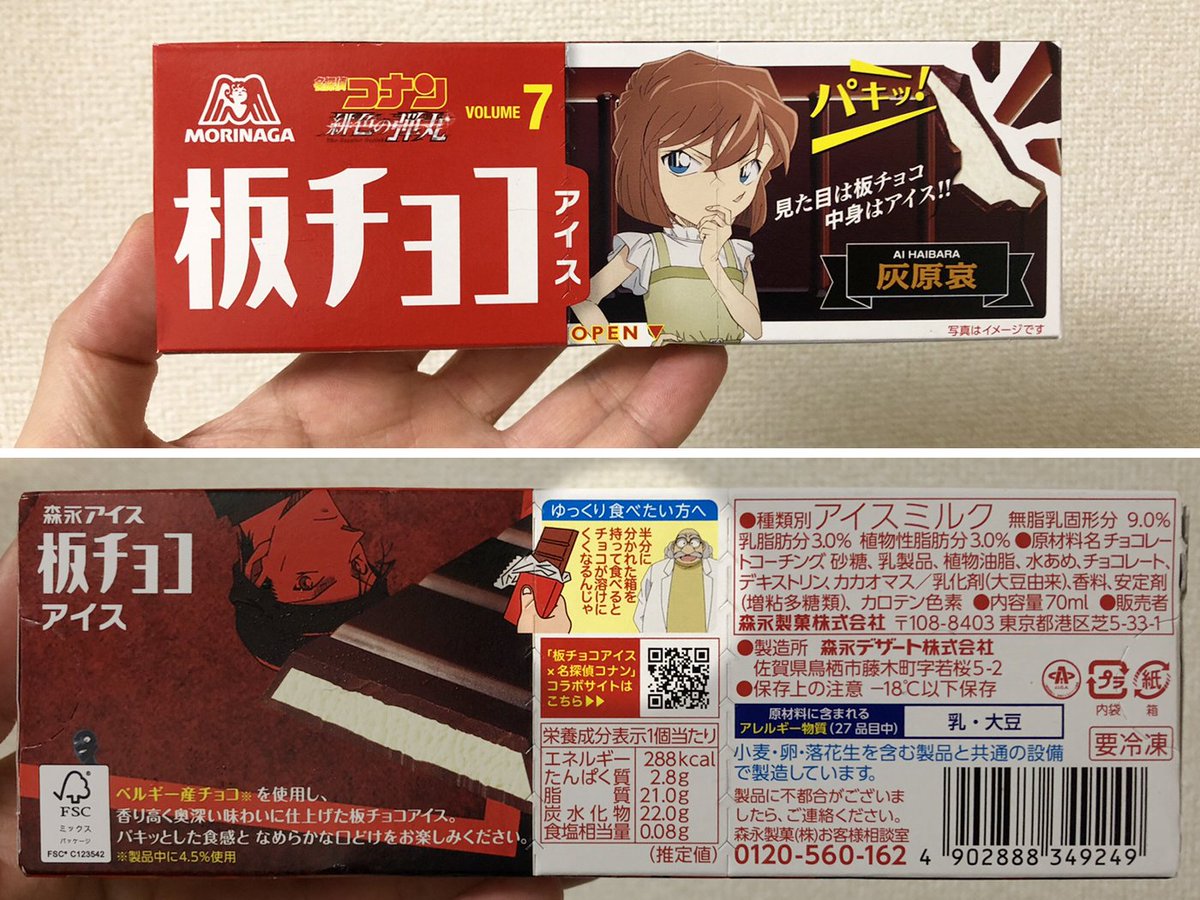 MORINAGA
名探偵
コナン
緋色の弾丸
VOLUME 7
板チョコ
アイス
パキッ!
見た目は板チョコ
中身はアイス!!
AI HAIBARA
灰原哀
OPEN▼
写真はイメージです
森永アイス
板チョコ
アイス
FSC
ミックス
パッケージ
FSC® C123542
ベルギー産チョコ※を使用し、
香り高く奥深い味わいに仕上げた板チョコアイス。
パキッとした食感と なめらかな口どけをお楽しみください。
※製品中に4.5%使用
ゆっくり食べたい方へ
半分に
分かれた箱を
持って食べると
チョコが溶けに
くくなるんじゃ
「板チョコアイス
×名探偵コナン」
コラボサイトは
こちら▶▶
栄養成分表示1個当たり
エネルギー 288kcal
たんぱく質 2.8g
脂質 21.0g
炭水化物 22.0g
食塩相当量 0.08g
(推定値)
●種類別 アイスミルク 無脂乳固形分 9.0%
乳脂肪分3.0% 植物性脂肪分3.0% ●原材料名 チョコレー
トコーチング 砂糖、乳製品、植物油脂、水あめ、チョコレート、
デキストリン、カカオマス/乳化剤(大豆由来)、香料、安定剤
(増粘多糖類)、カロテン色素 ●内容量70ml ●販売者
森永製菓株式会社 〒108-8403 東京都港区芝5-33-1
●製造所 森永デザート株式会社
佐賀県鳥栖市藤木町字若桜5-2
●保存上の注意 −18℃以下保存
プラ
内袋
紙
箱
原材料に含まれる
アレルギー物質(27品目中)
乳・大豆
要冷凍
小麦・卵・落花生を含む製品と共通の設備
で製造しています。
製品に不都合がございま
したら、ご連絡ください。
森永製菓(株)お客様相談室
0120-560-162
4 902888 349249